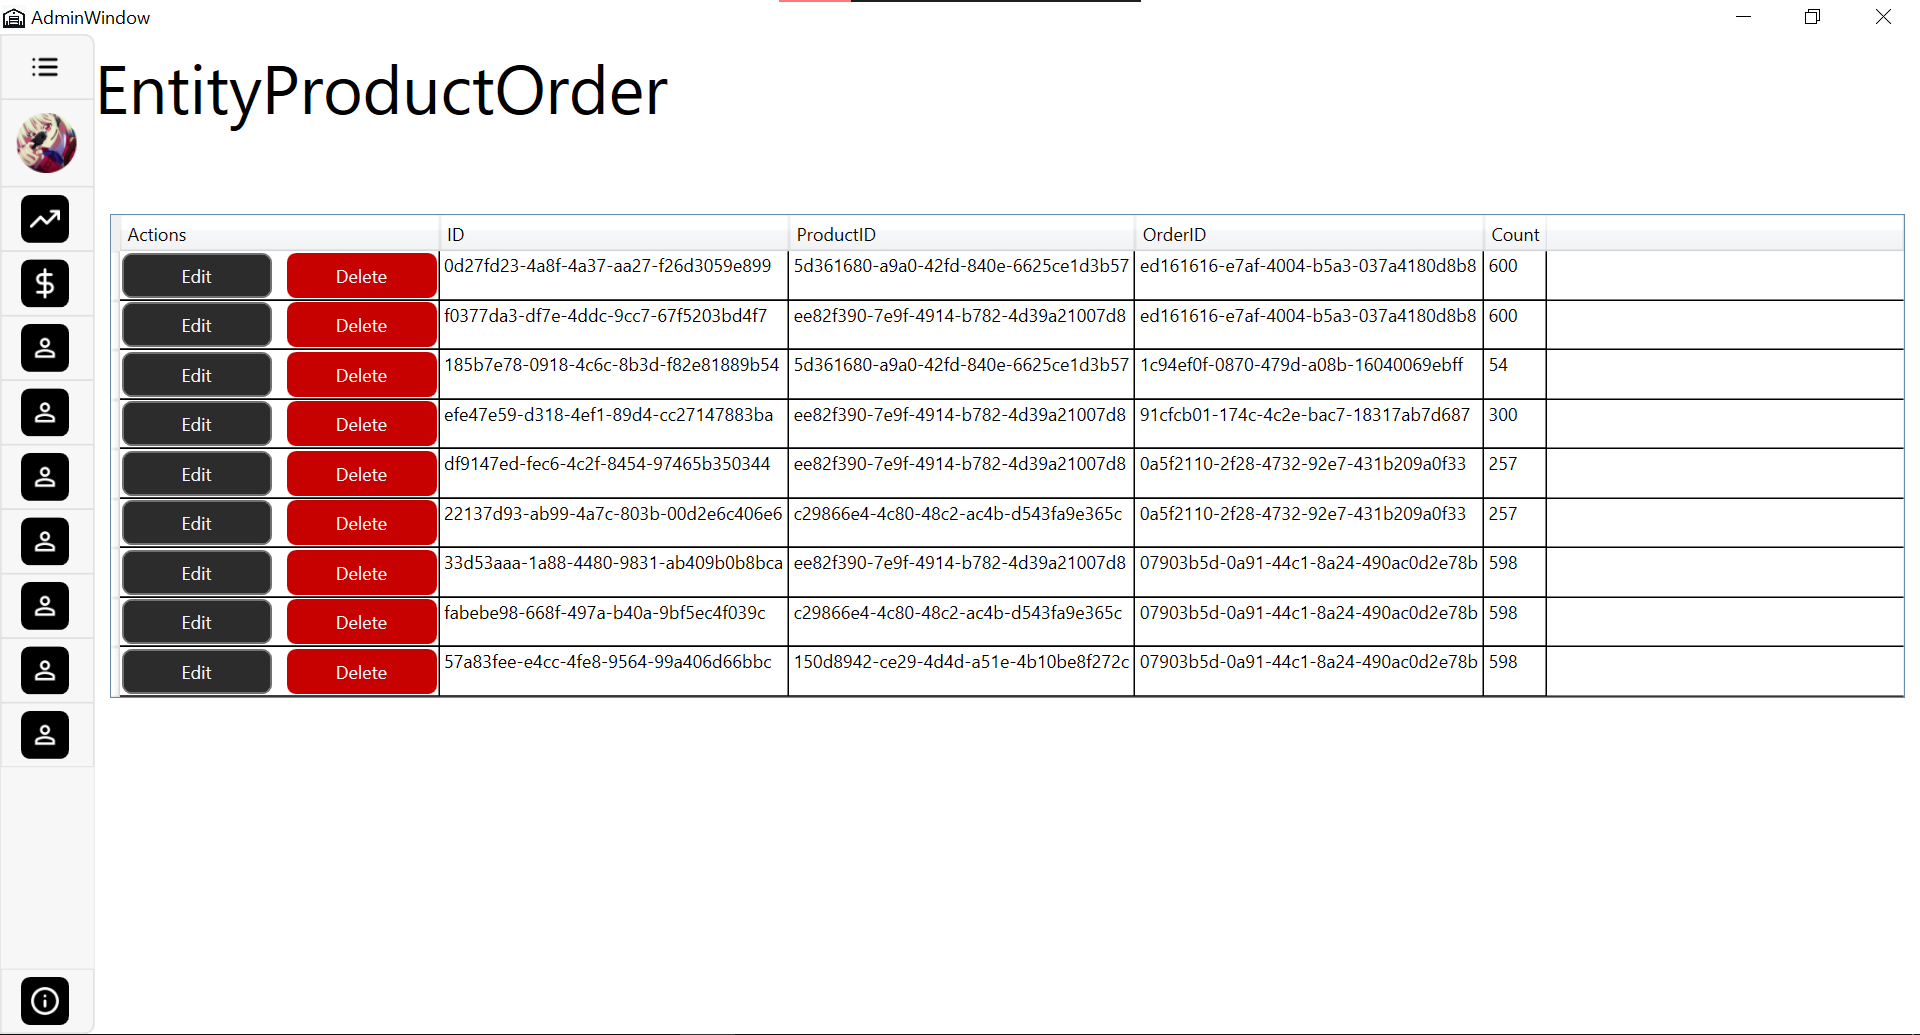 AdminWindow
EntityProductOrder
Actions ID ProductID OrderID Count
Edit Delete 0d27fd23-4a8f-4a37-aa27-f26d3059e899 5d361680-a9a0-42fd-840e-6625ce1d3b57 ed161616-e7af-4004-b5a3-037a4180d8b8 600
Edit Delete f0377da3-df7e-4ddc-9cc7-67f5203bd4f7 ee82f390-7e9f-4914-b782-4d39a21007d8 ed161616-e7af-4004-b5a3-037a4180d8b8 600
Edit Delete 185b7e78-0918-4c6c-8b3d-f82e81889b54 5d361680-a9a0-42fd-840e-6625ce1d3b57 1c94ef0f-0870-479d-a08b-16040069ebff 54
Edit Delete efe47e59-d318-4ef1-89d4-cc27147883ba ee82f390-7e9f-4914-b782-4d39a21007d8 91cfcb01-174c-4c2e-bac7-18317ab7d687 300
Edit Delete df9147ed-fec6-4c2f-8454-97465b350344 ee82f390-7e9f-4914-b782-4d39a21007d8 0a5f2110-2f28-4732-92e7-431b209a0f33 257
Edit Delete 22137d93-ab99-4a7c-803b-00d2e6c406e6 c29866e4-4c80-48c2-ac4b-d543fa9e365c 0a5f2110-2f28-4732-92e7-431b209a0f33 257
Edit Delete 33d53aaa-1a88-4480-9831-ab409b0b8bca ee82f390-7e9f-4914-b782-4d39a21007d8 07903b5d-0a91-44c1-8a24-490ac0d2e78b 598
Edit Delete fabebe98-668f-497a-b40a-9bf5ec4f039c c29866e4-4c80-48c2-ac4b-d543fa9e365c 07903b5d-0a91-44c1-8a24-490ac0d2e78b 598
Edit Delete 57a83fee-e4cc-4fe8-9564-99a406d66bbc 150d8942-ce29-4d4d-a51e-4b10be8f272c 07903b5d-0a91-44c1-8a24-490ac0d2e78b 598